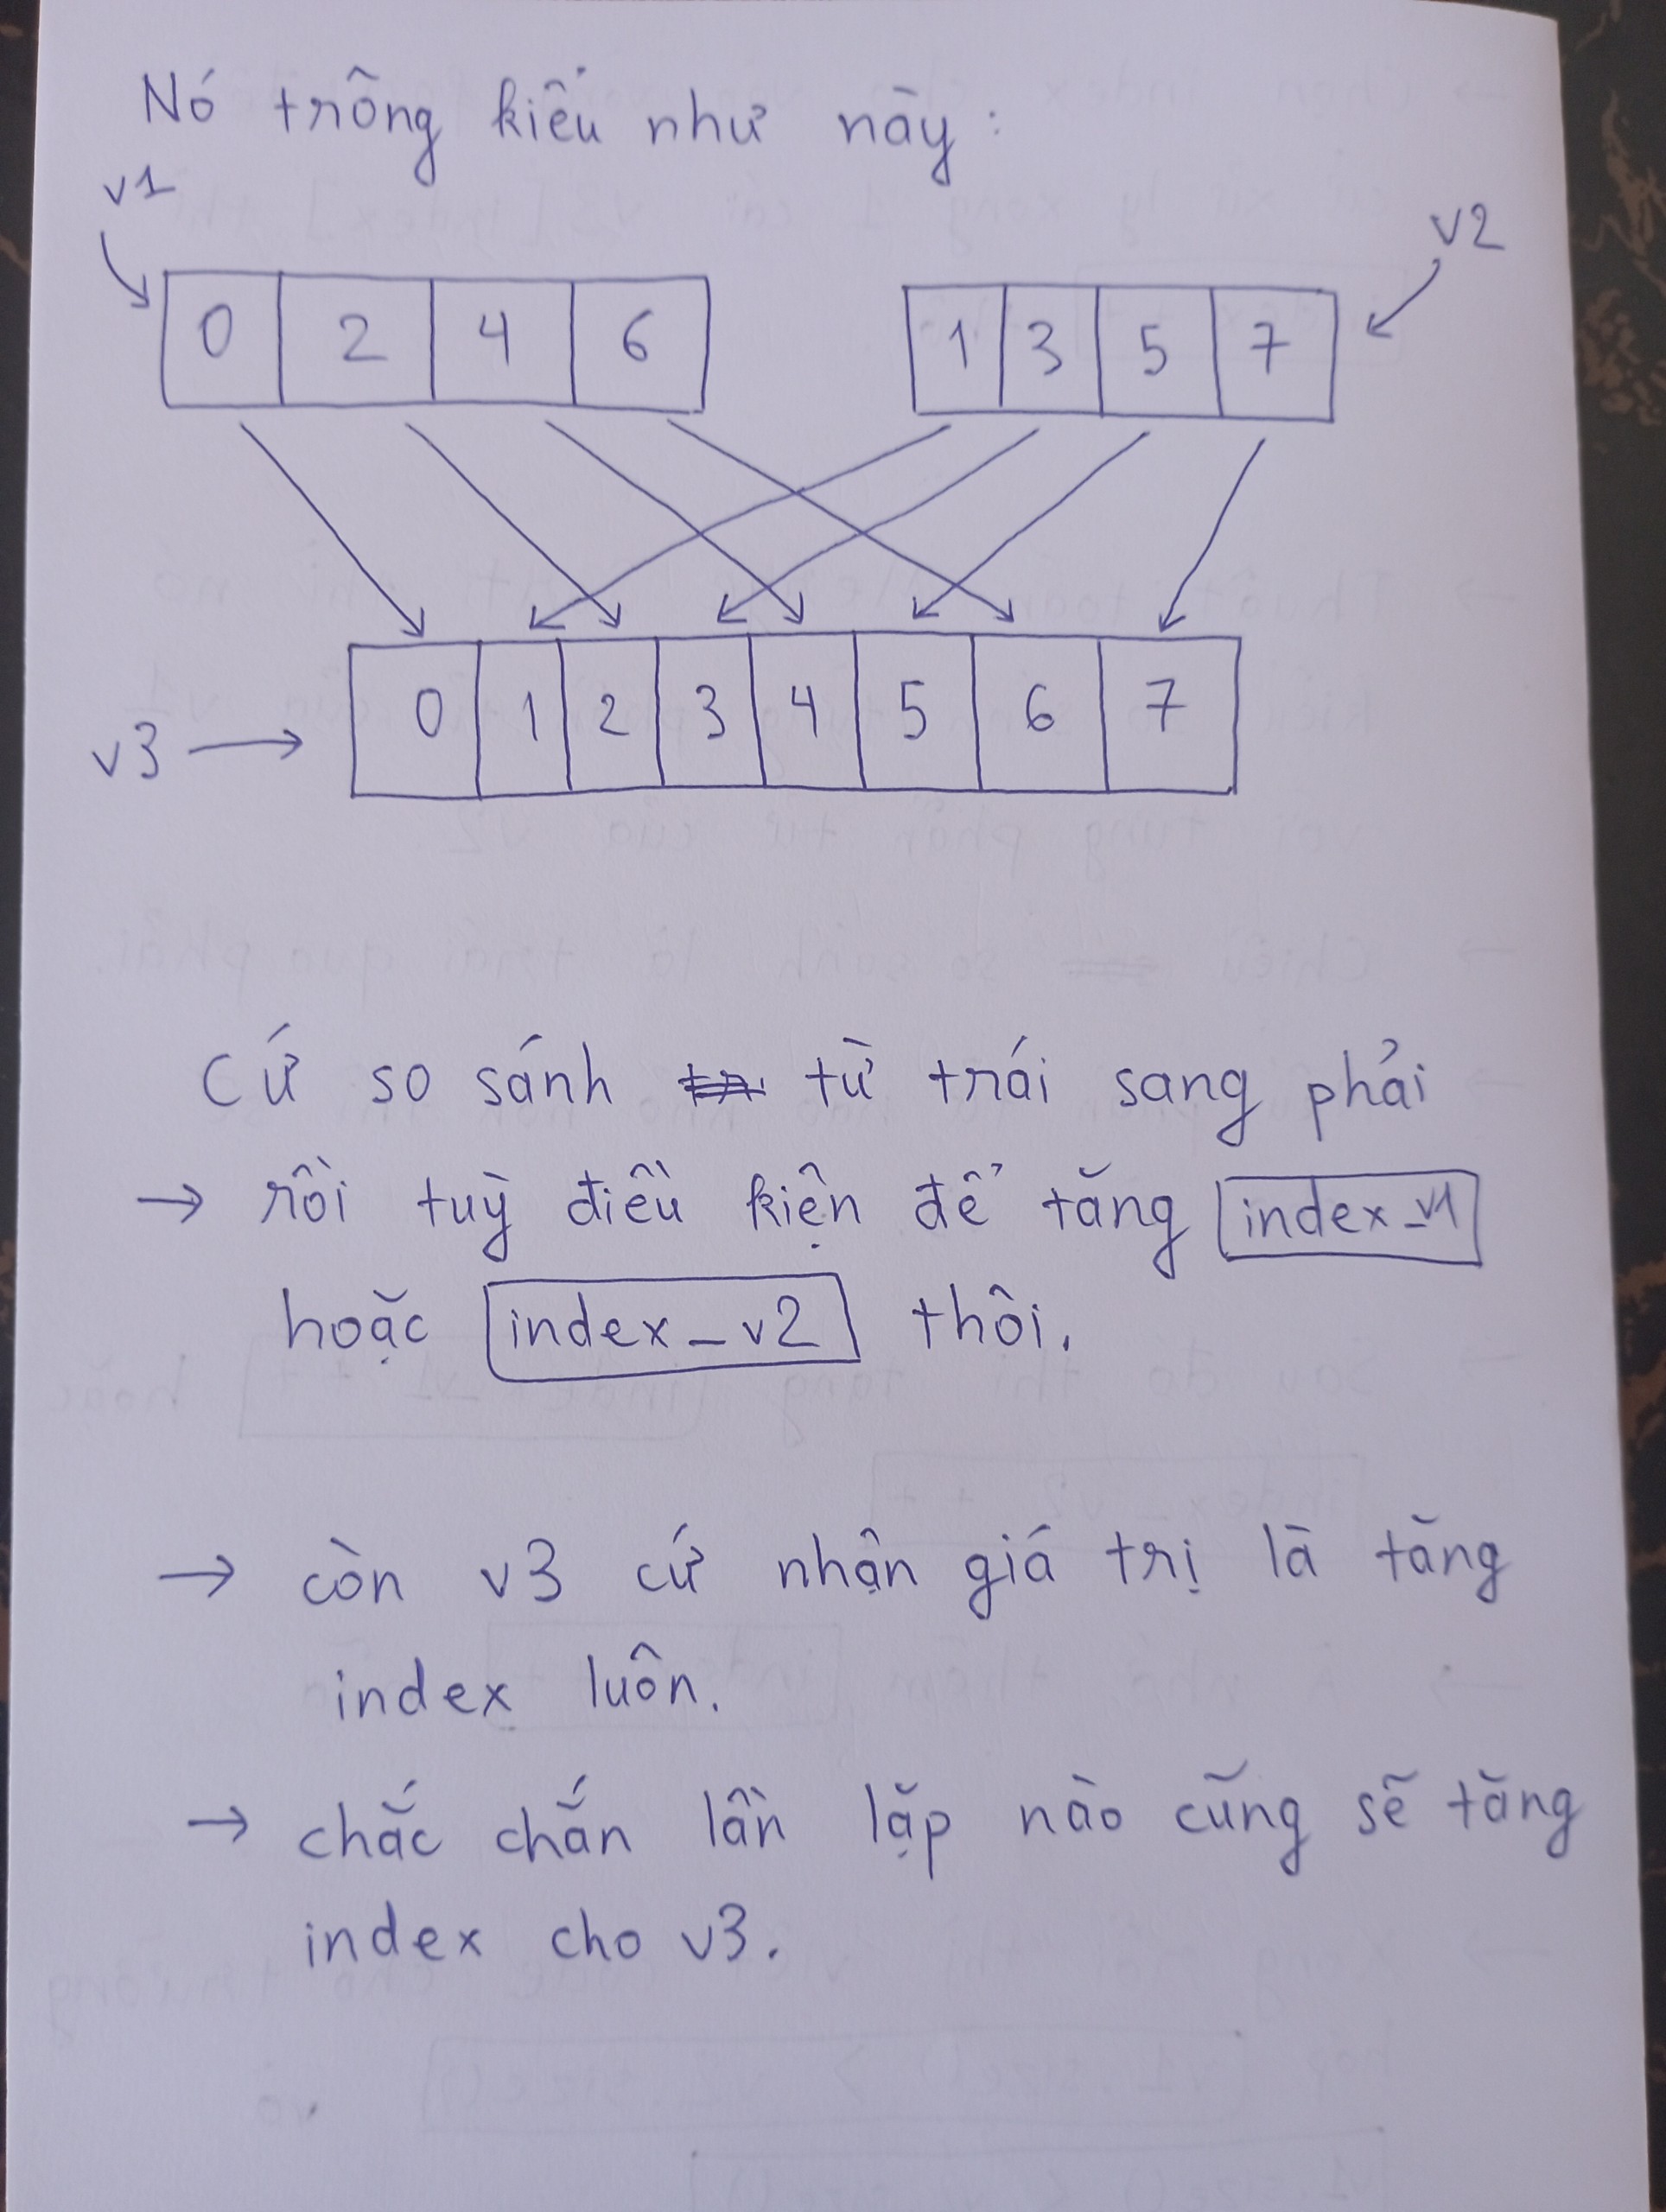 Nó trông kiểu như này:
v1
v2
0 2 4 6
1 3 5 7
0 1 2 3 4 5 6 7
v3 →
Cứ so sánh từ trái sang phải
→ rồi tuỳ điều kiện để tăng index_v1
hoặc index_v2 thôi.
→ còn v3 cứ nhận giá trị là tăng
index luôn.
→ chắc chắn lần lặp nào cũng sẽ tăng
index cho v3.